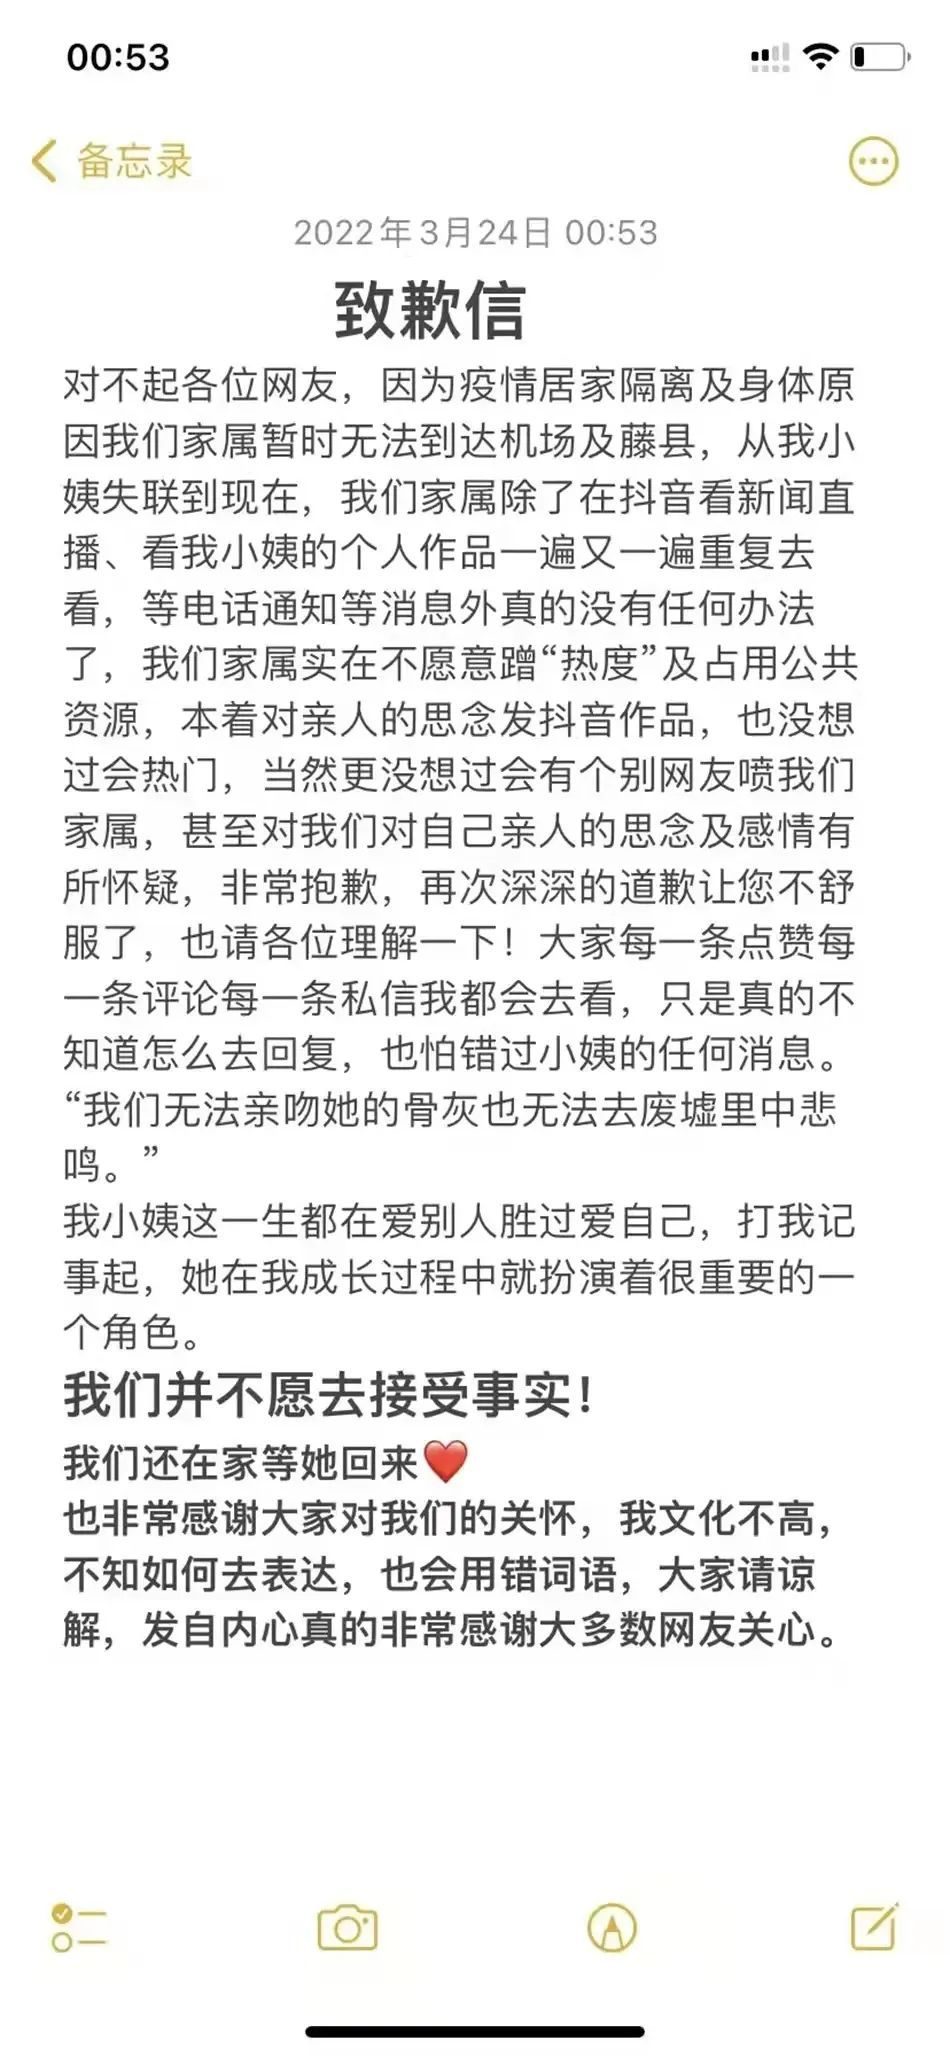 00:53
备忘录
2022年3月24日 00:53
致歉信
对不起各位网友，因为疫情居家隔离及身体原
因我们家属暂时无法到达机场及藤县，从我小
姨失联到现在，我们家属除了在抖音看新闻直
播、看我小姨的个人作品一遍又一遍重复去
看，等电话通知等消息外真的没有任何办法
了，我们家属实在不愿意蹭“热度”及占用公共
资源，本着对亲人的思念发抖音作品，也没想
过会热门，当然更没想过会有个别网友喷我们
家属，甚至对我们对自己亲人的思念及感情有
所怀疑，非常抱歉，再次深深的道歉让您不舒
服了，也请各位理解一下！大家每一条点赞每
一条评论每一条私信我都会去看，只是真的不
知道怎么去回复，也怕错过小姨的任何消息。
“我们无法亲吻她的骨灰也无法去废墟里中悲
鸣。”
我小姨这一生都在爱别人胜过爱自己，打我记
事起，她在我成长过程中就扮演着很重要的一
个角色。
我们并不愿去接受事实！
我们还在家等她回来❤️
也非常感谢大家对我们的关怀，我文化不高，
不知如何去表达，也会用错词语，大家请谅
解，发自内心真的非常感谢大多数网友关心。